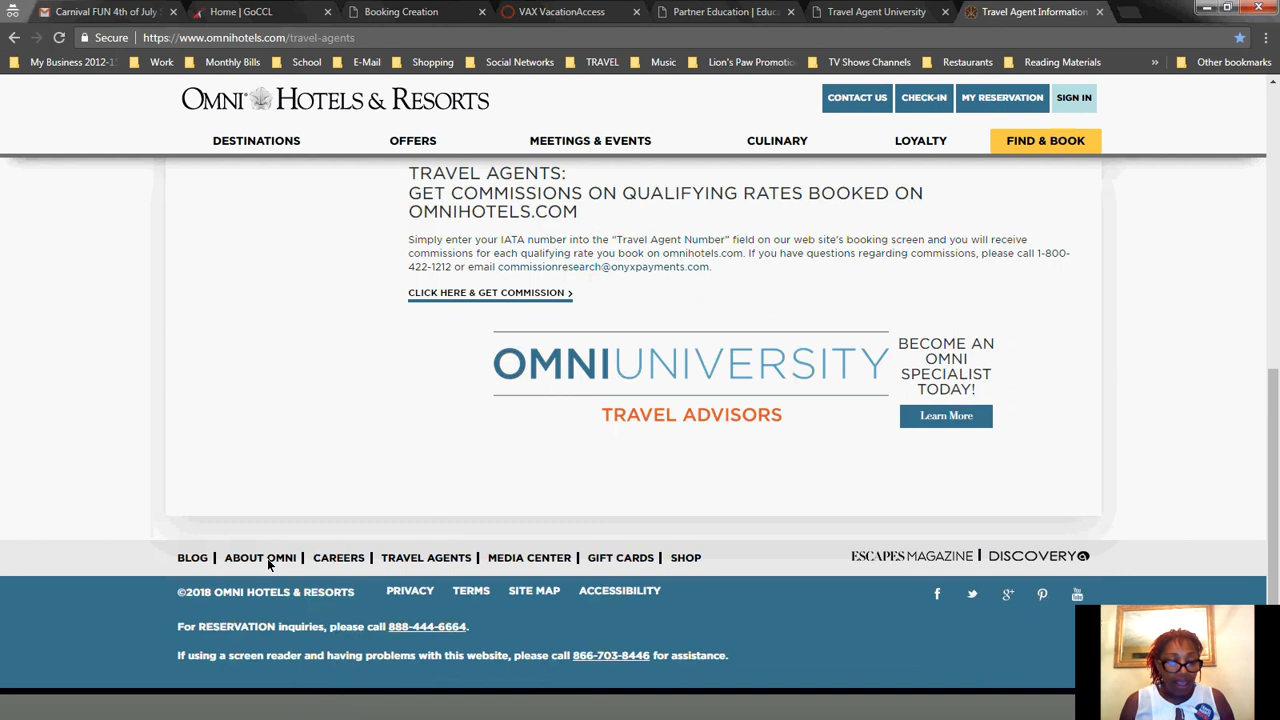 Carnival FUN 4th of July S
Home | GoCCL
Booking Creation
VAX VacationAccess
Partner Education | Educ
Travel Agent University
Travel Agent Information
Secure
https://www.omnihotels.com/travel-agents
My Business 2012-1
Work
Monthly Bills
School
E-Mail
Shopping
Social Networks
TRAVEL
Music
Lion's Paw Promotio
TV Shows Channels
Restaurants
Reading Materials
»
Other bookmarks
OMNI HOTELS & RESORTS
CONTACT US
CHECK-IN
MY RESERVATION
SIGN IN
DESTINATIONS
OFFERS
MEETINGS & EVENTS
CULINARY
LOYALTY
FIND & BOOK
TRAVEL AGENTS:
GET COMMISSIONS ON QUALIFYING RATES BOOKED ON
OMNIHOTELS.COM
Simply enter your IATA number into the "Travel Agent Number" field on our web site's booking screen and you will receive
commissions for each qualifying rate you book on omnihotels.com. If you have questions regarding commissions, please call 1-800-
422-1212 or email commissionresearch@onyxpayments.com.
CLICK HERE & GET COMMISSION >
OMNIUNIVERSITY
TRAVEL ADVISORS
BECOME AN
OMNI
SPECIALIST
TODAY!
Learn More
BLOG | ABOUT OMNI | CAREERS | TRAVEL AGENTS | MEDIA CENTER | GIFT CARDS | SHOP
ESCAPES MAGAZINE | DISCOVERY
©2018 OMNI HOTELS & RESORTS
PRIVACY
TERMS
SITE MAP
ACCESSIBILITY
For RESERVATION inquiries, please call 888-444-6664.
If using a screen reader and having problems with this website, please call 866-703-8446 for assistance.